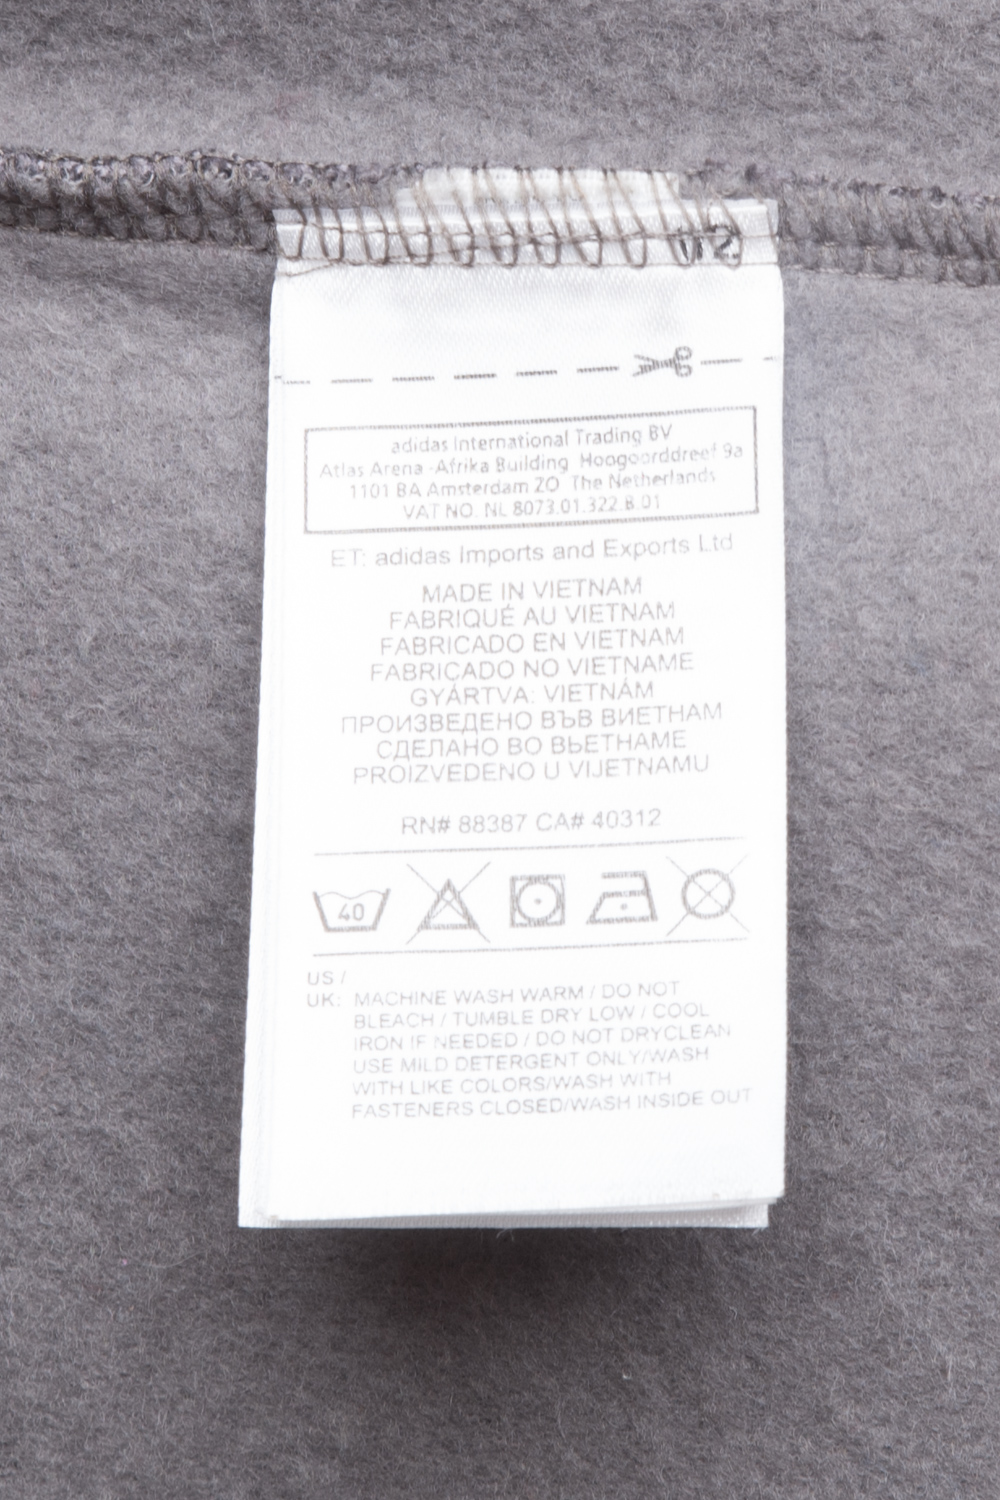 02
adidas International Trading BV
Atlas Arena -Afrika Building Hoogoorddreef 9a
1101 BA Amsterdam ZO The Netherlands
VAT NO. NL 8073.01.322.B.01
ET: adidas Imports and Exports Ltd
MADE IN VIETNAM
FABRIQUÉ AU VIETNAM
FABRICADO EN VIETNAM
FABRICADO NO VIETNAME
GYÁRTVA: VIETNÁM
ПРОИЗВЕДЕНО ВЪВ ВИЕТНАМ
СДЕЛАНО ВО ВЬЕТНАМЕ
PROIZVEDENO U VIJETNAMU
RN# 88387 CA# 40312
40
US /
UK: MACHINE WASH WARM / DO NOT
BLEACH / TUMBLE DRY LOW / COOL
IRON IF NEEDED / DO NOT DRYCLEAN
USE MILD DETERGENT ONLY/WASH
WITH LIKE COLORS/WASH WITH
FASTENERS CLOSED/WASH INSIDE OUT